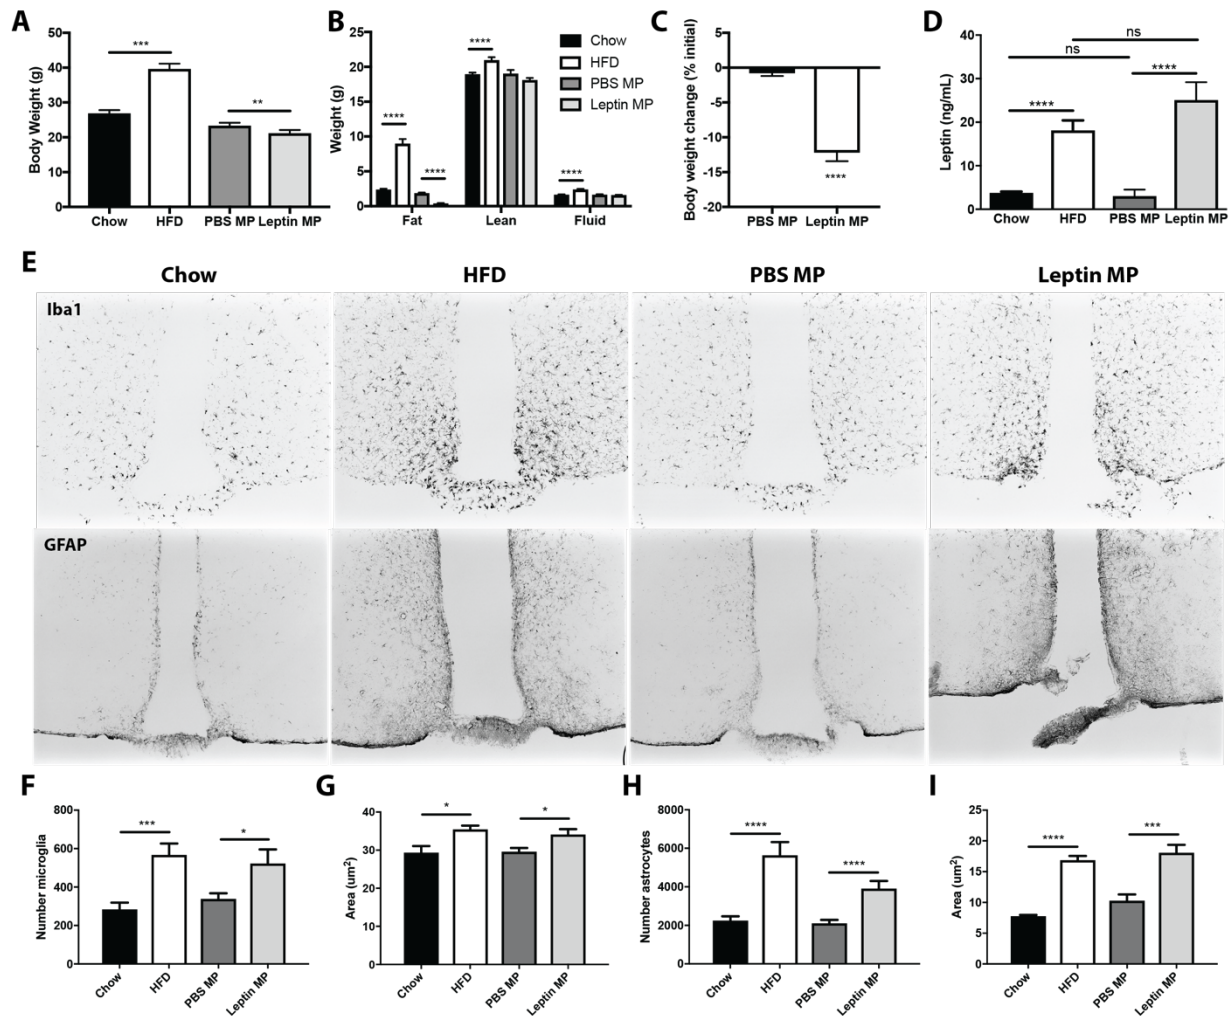 A
Body Weight (g)
50
40
30
20
10
0
***
**
Chow HFD PBS MP Leptin MP
B
Weight (g)
25
20
15
10
5
0
****
****
****
****
Chow
HFD
PBS MP
Leptin MP
Fat Lean Fluid
C
Body weight change (% initial)
5
0
-5
-10
-15
-20
****
PBS MP Leptin MP
D
Leptin (ng/mL)
40
30
20
10
0
ns
ns
****
****
Chow HFD PBS MP Leptin MP
E
Chow HFD PBS MP Leptin MP
Iba1
GFAP
F
Number microglia
800
600
400
200
0
***
*
Chow HFD PBS MP Leptin MP
G
Area (um²)
40
30
20
10
0
*
*
Chow HFD PBS MP Leptin MP
H
Number astrocytes
8000
6000
4000
2000
0
****
****
Chow HFD PBS MP Leptin MP
I
Area (um²)
25
20
15
10
5
0
****
***
Chow HFD PBS MP Leptin MP